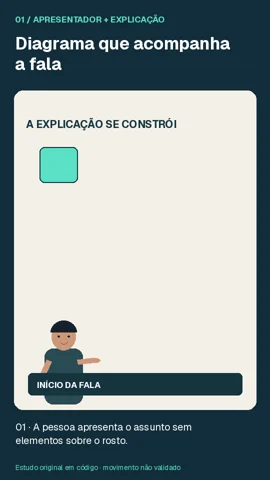 01 / APRESENTADOR + EXPLICAÇÃO
Diagrama que acompanha
a fala
A EXPLICAÇÃO SE CONSTRÓI
INÍCIO DA FALA
01 · A pessoa apresenta o assunto sem
elementos sobre o rosto.
Estudo original em código · movimento não validado